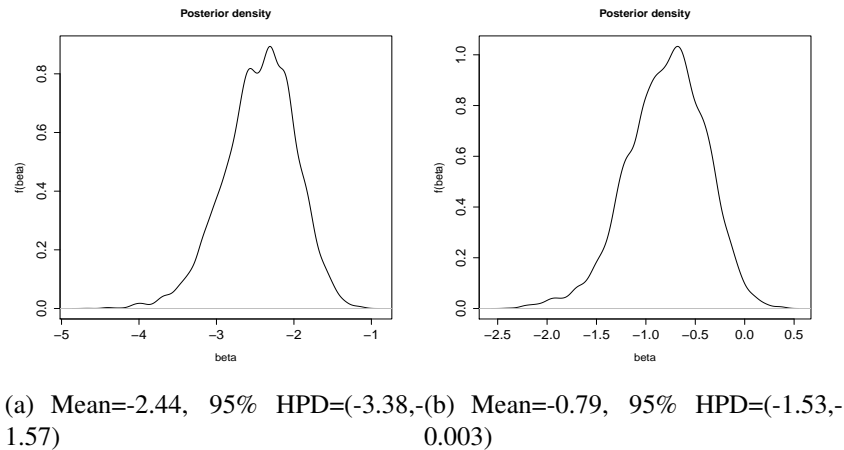 Posterior density
f(beta)
0.0 0.2 0.4 0.6 0.8
−5 −4 −3 −2 −1
beta
Posterior density
f(beta)
0.0 0.2 0.4 0.6 0.8 1.0
−2.5 −2.0 −1.5 −1.0 −0.5 0.0 0.5
beta
(a) Mean=-2.44, 95% HPD=(-3.38,-
1.57)
(b) Mean=-0.79, 95% HPD=(-1.53,-
0.003)